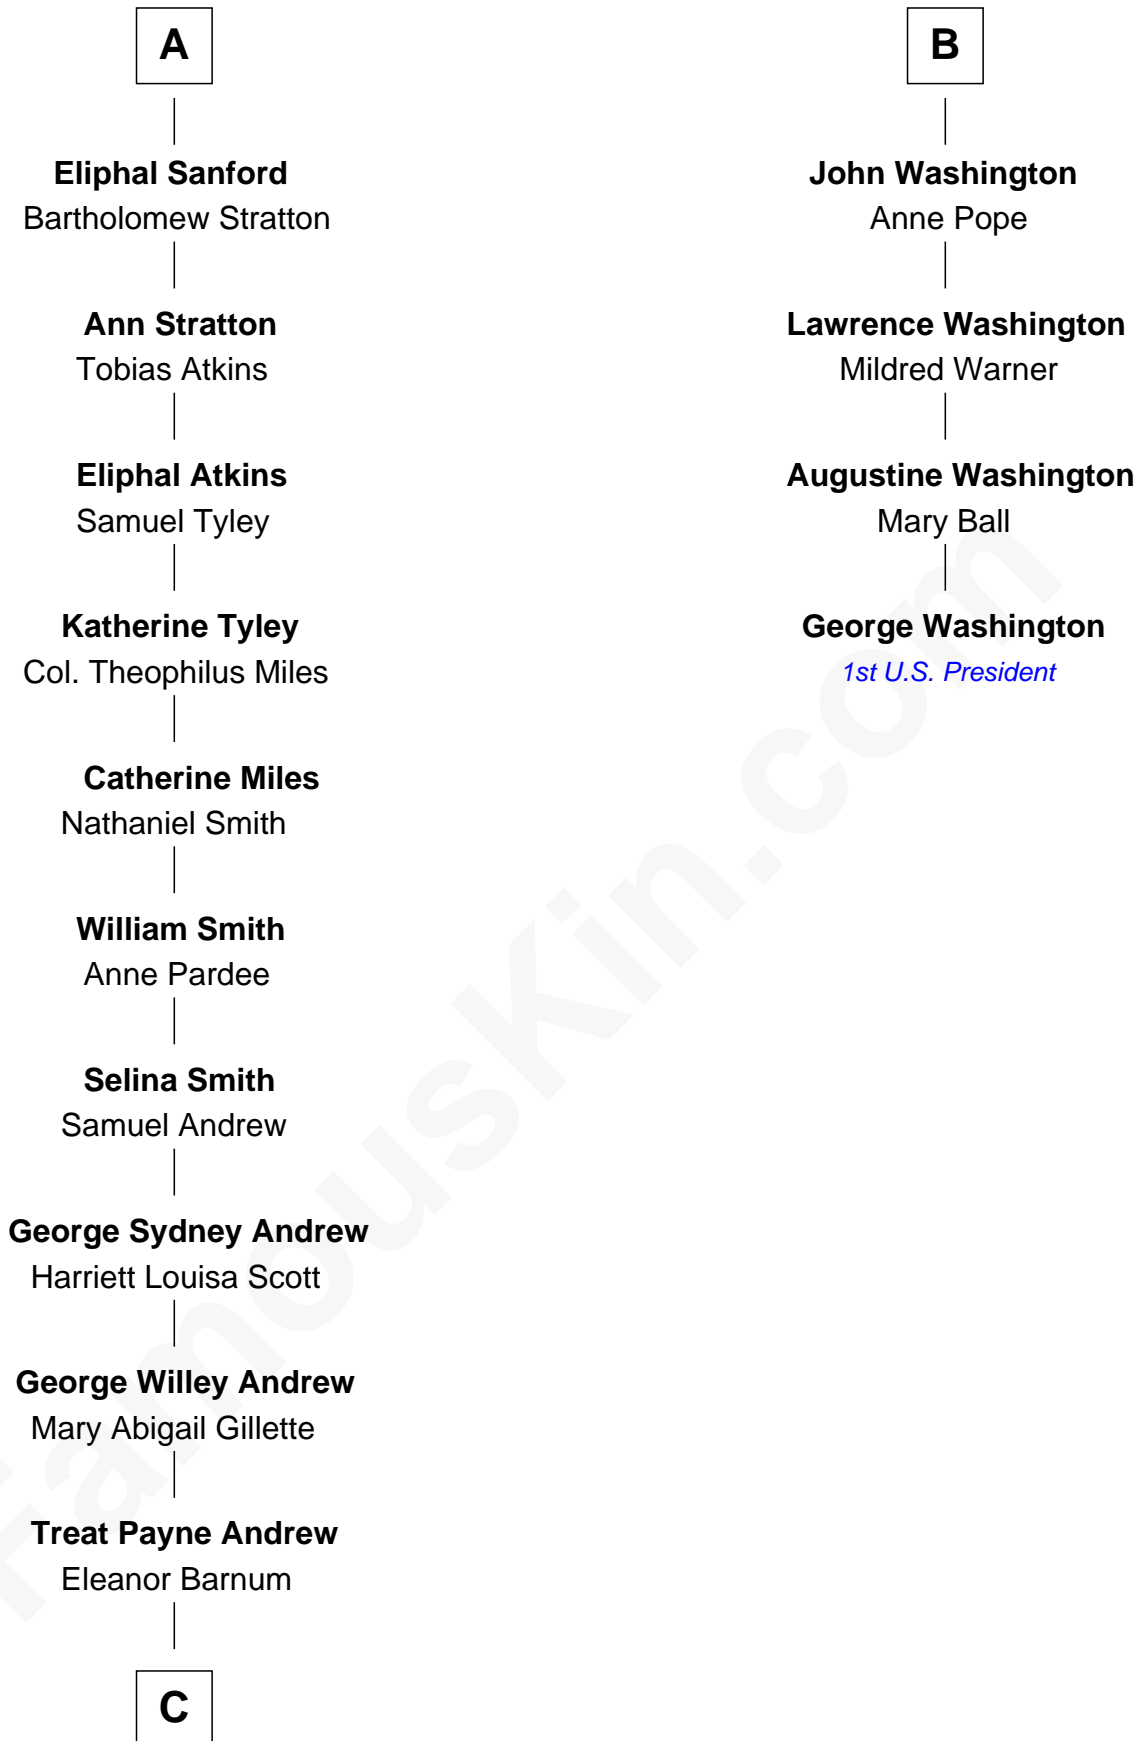 A
Eliphal Sanford
Bartholomew Stratton
Ann Stratton
Tobias Atkins
Eliphal Atkins
Samuel Tyley
Katherine Tyley
Col. Theophilus Miles
Catherine Miles
Nathaniel Smith
William Smith
Anne Pardee
Selina Smith
Samuel Andrew
George Sydney Andrew
Harriett Louisa Scott
George Willey Andrew
Mary Abigail Gillette
Treat Payne Andrew
Eleanor Barnum
C
B
John Washington
Anne Pope
Lawrence Washington
Mildred Warner
Augustine Washington
Mary Ball
George Washington
1st U.S. President
FamousKin.com